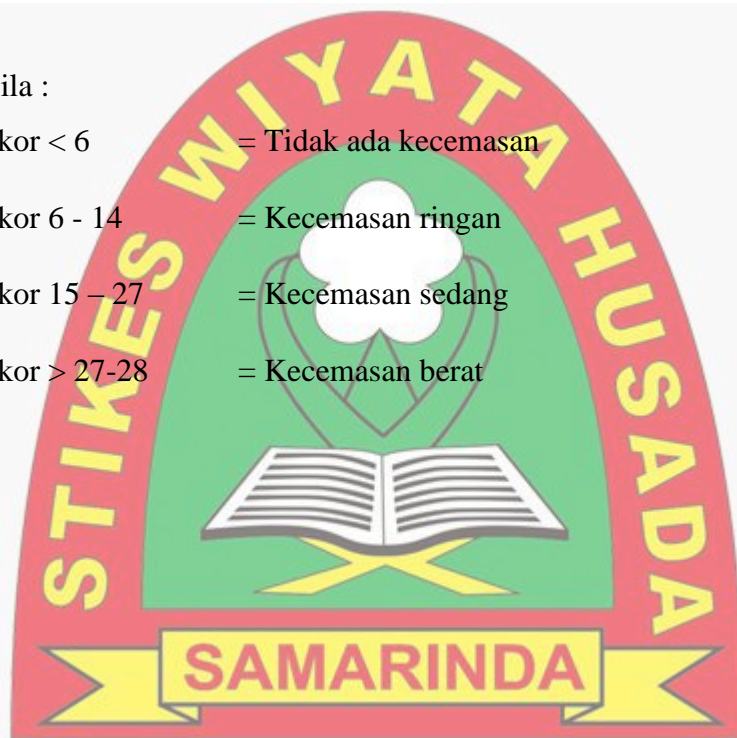 ila :
kor < 6 = Tidak ada kecemasan
kor 6 - 14 = Kecemasan ringan
kor 15 – 27 = Kecemasan sedang
kor > 27-28 = Kecemasan berat
STIKES WIYATA HUSADA
SAMARINDA